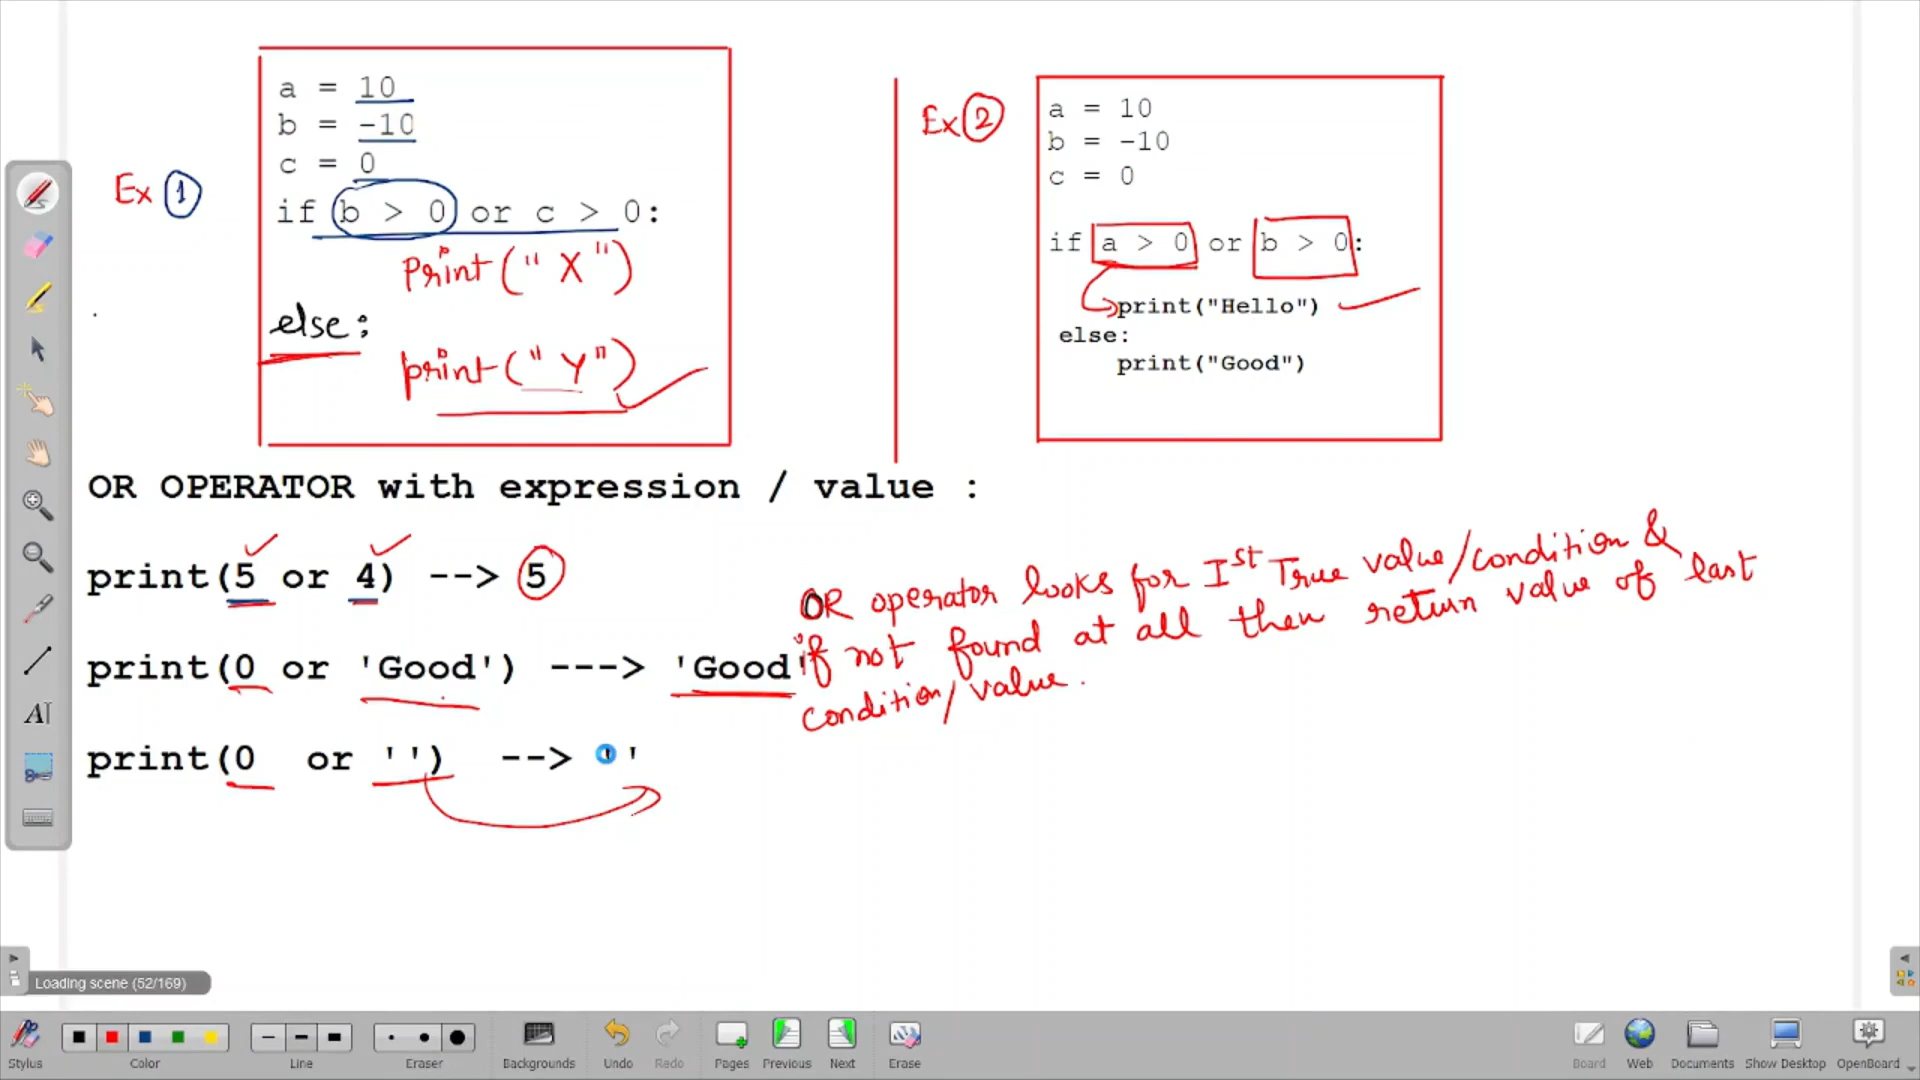 a = 10
b = -10
c = 0
Ex 1
if b > 0 or c > 0:
Print(" X ")
else:
print(" Y ")
Ex 2
a = 10
b = -10
c = 0
if a > 0 or b > 0:
print("Hello")
else:
print("Good")
OR OPERATOR with expression / value :
print(5 or 4) --> 5
print(0 or 'Good') ---> 'Good'
print(0 or '') --> ' '
OR operator looks for Ist True value/condition &
if not found at all then return value of last
condition/value.
AI
Loading scene (52/169)
Stylus
Color
Line
Eraser
Backgrounds
Undo
Redo
Pages
Previous
Next
Erase
Board
Web
Documents
Show Desktop
OpenBoard